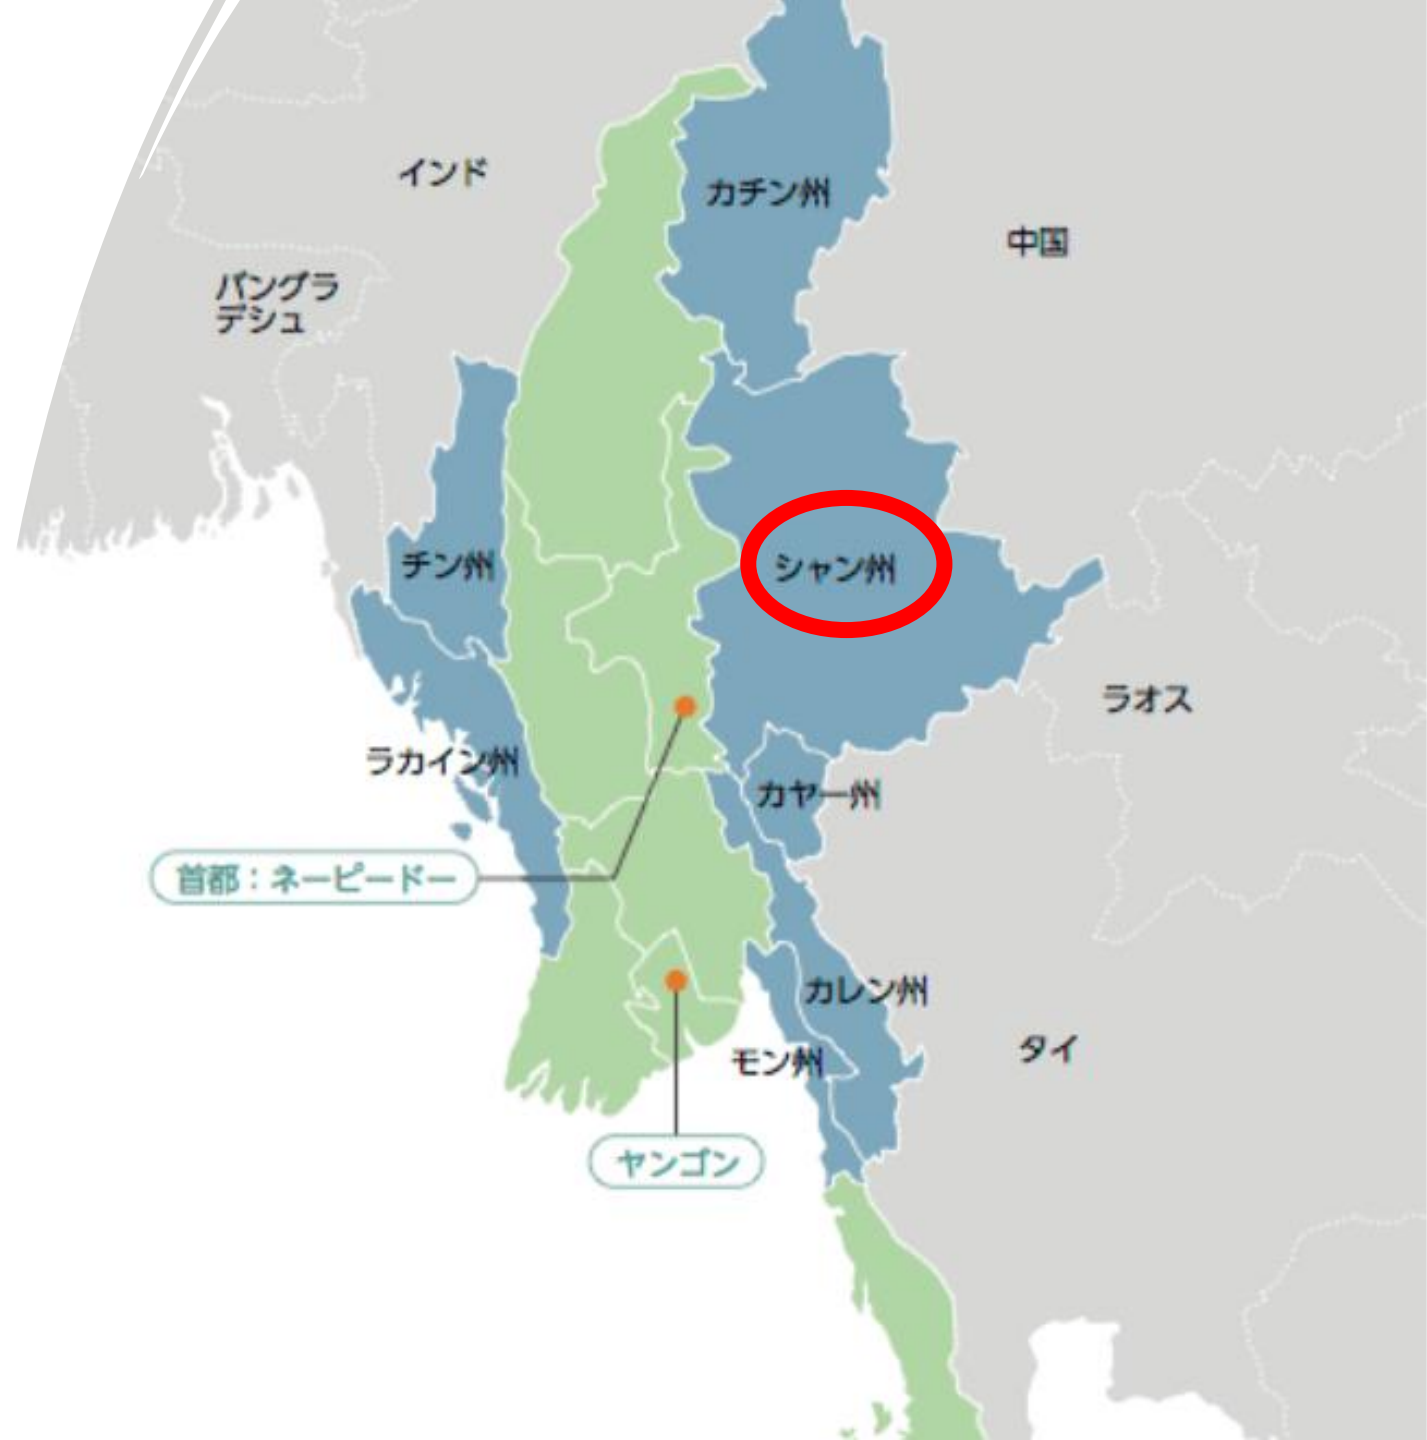 インド
カチン州
中国
バングラ
デシュ
チン州
シャン州
ラオス
ラカイン州
カヤー州
首都：ネーピードー
カレン州
タイ
モン州
ヤンゴン